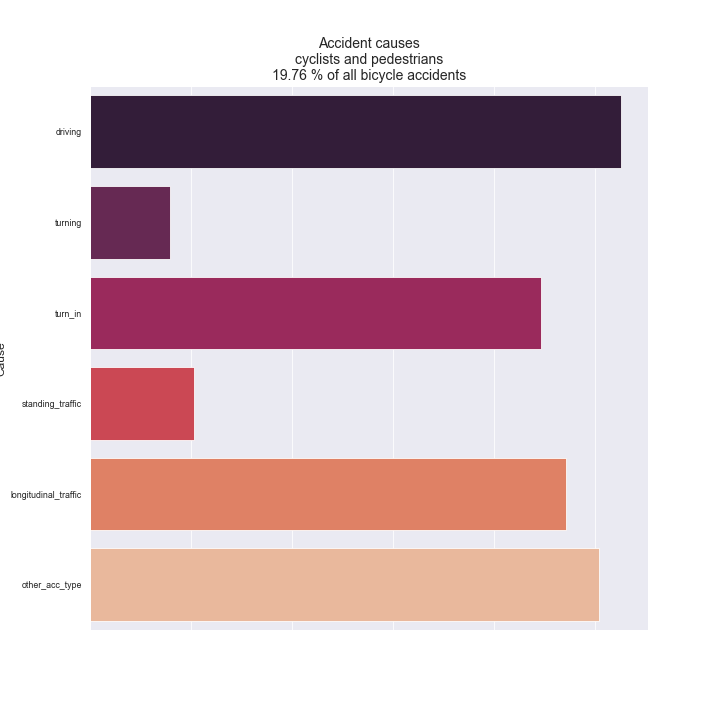 Accident causes
cyclists and pedestrians
19.76 % of all bicycle accidents
driving
turning
turn_in
Cause
standing_traffic
longitudinal_traffic
other_acc_type